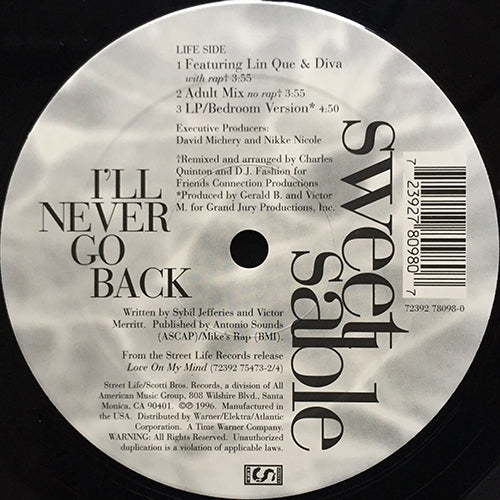 LIFE SIDE
1 Featuring Lin Que & Diva
with rap† 3:55
2 Adult Mix no rap† 3:55
3 LP/Bedroom Version* 4:50
Executive Producers:
David Michery and Nikke Nicole
†Remixed and arranged by Charles
Quinton and D.J. Fashion for
Friends Connection Productions
*Produced by Gerald B. and Victor
M. for Grand Jury Productions, Inc.
I'LL
NEVER
GO
BACK
sweet
sable
7 23927 80980 7
72392 78098-0
Written by Sybil Jefferies and Victor
Merritt. Published by Antonio Sounds
(ASCAP)/Mike's Rap (BMI).
From the Street Life Records release
Love On My Mind (72392 75473-2/4)
Street Life/Scotti Bros. Records, a division of All
American Music Group, 808 Wilshire Blvd., Santa
Monica, CA 90401. ©℗ 1996. Manufactured in
the USA. Distributed by Warner/Elektra/Atlantic
Corporation. A Time Warner Company.
WARNING: All Rights Reserved. Unauthorized
duplication is a violation of applicable laws.